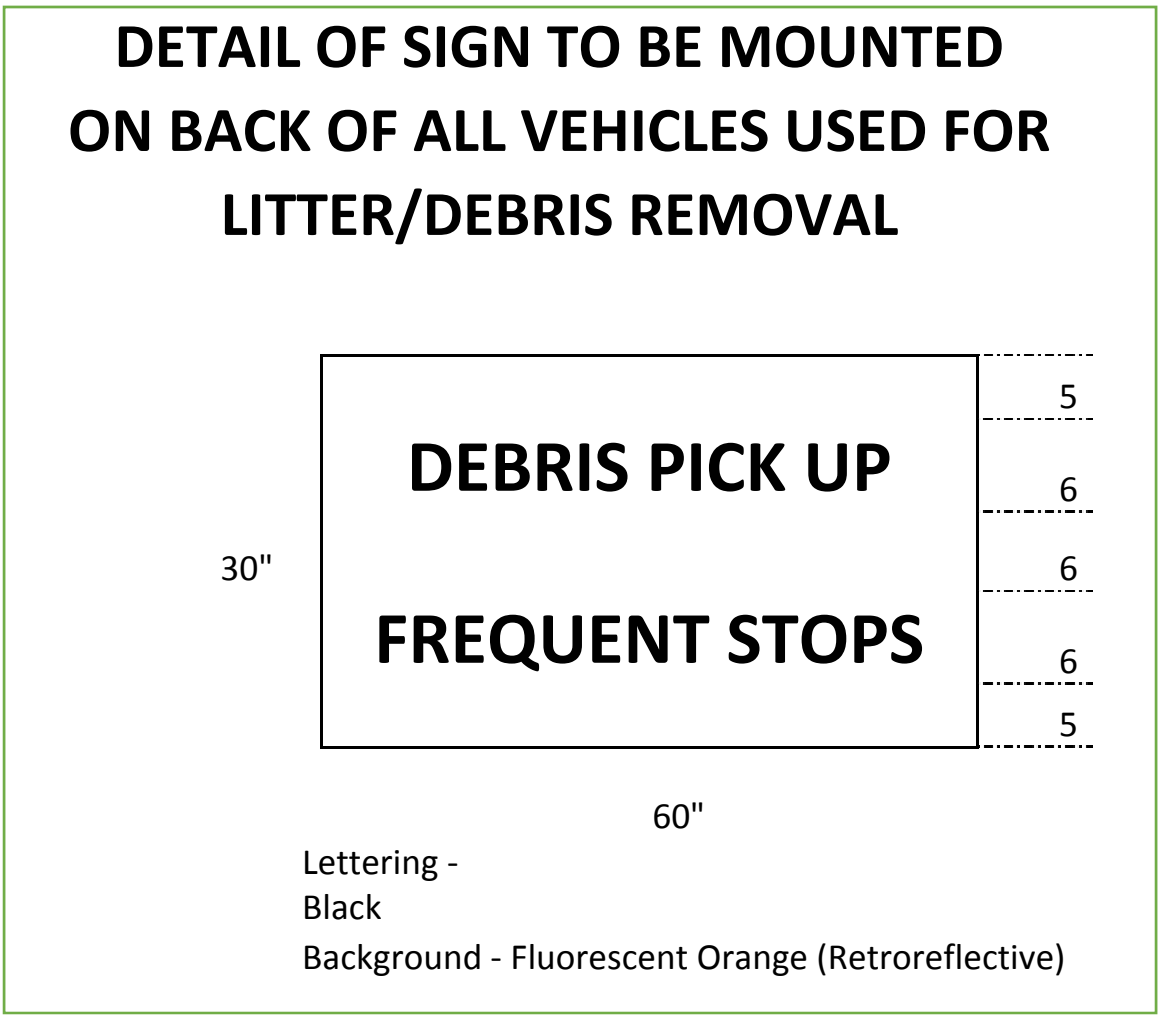 DETAIL OF SIGN TO BE MOUNTED
ON BACK OF ALL VEHICLES USED FOR
LITTER/DEBRIS REMOVAL
5
DEBRIS PICK UP
6
30"
6
FREQUENT STOPS
6
5
60"
Lettering -
Black
Background - Fluorescent Orange (Retroreflective)